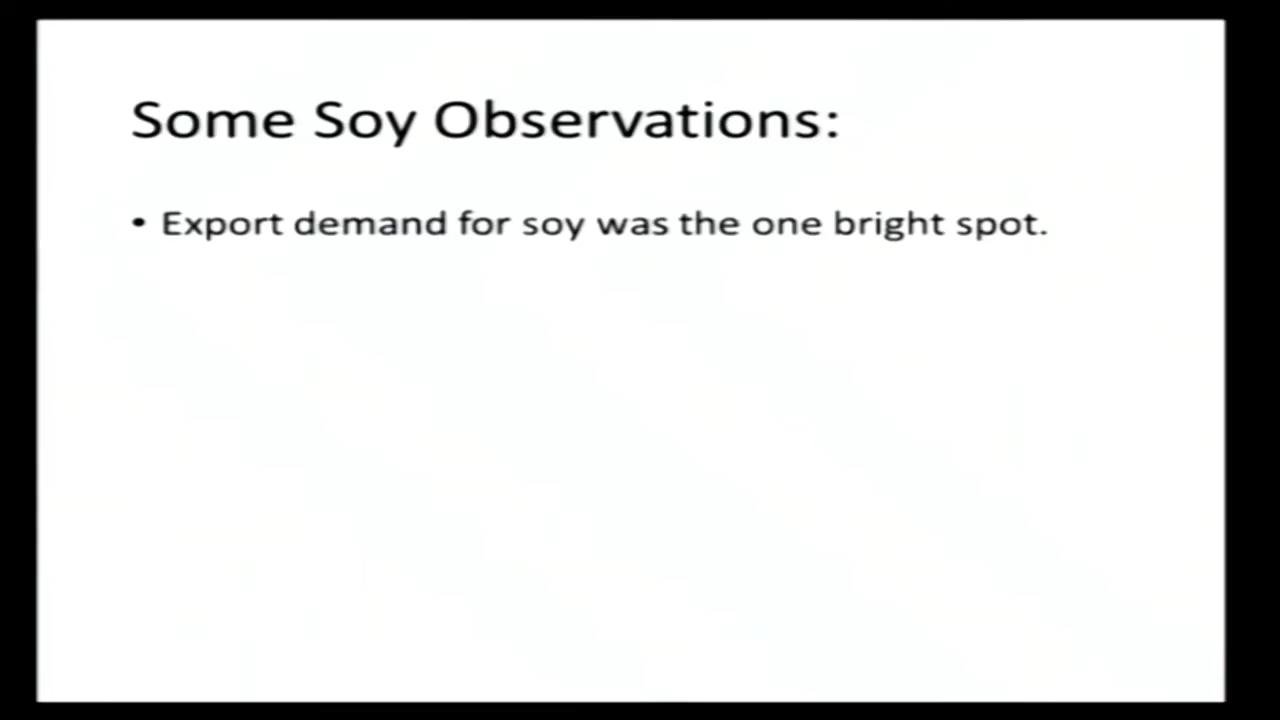 Some Soy Observations:
• Export demand for soy was the one bright spot.